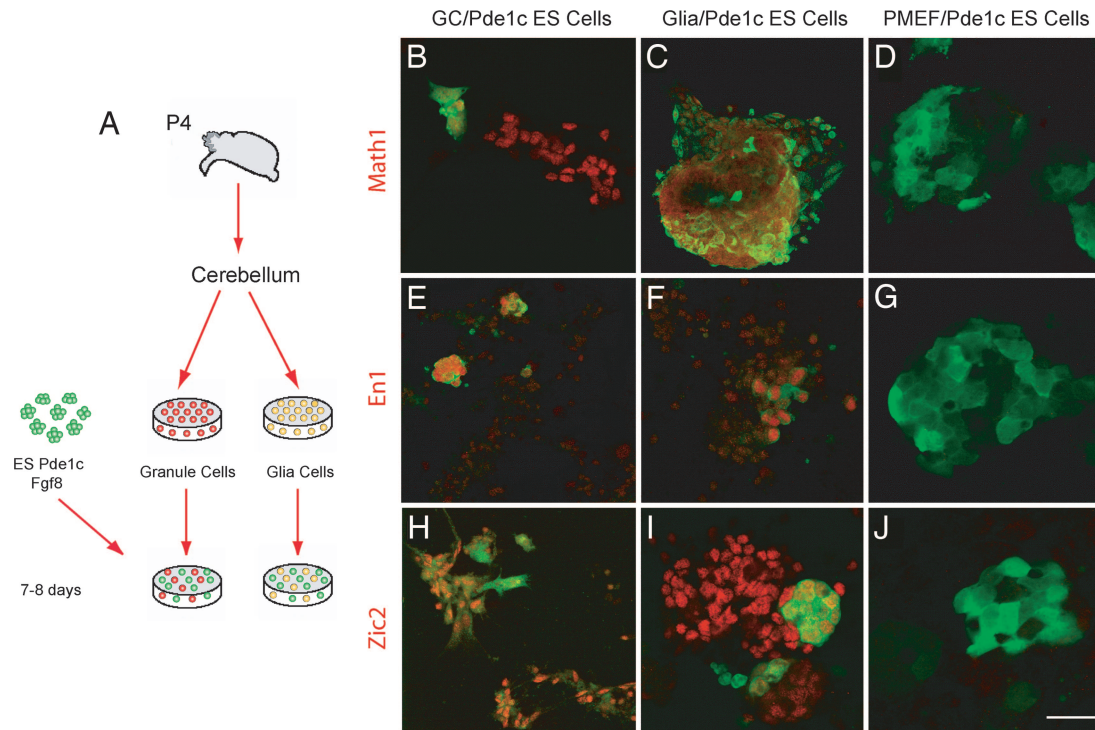 GC/Pde1c ES Cells
Glia/Pde1c ES Cells
PMEF/Pde1c ES Cells
A
P4
Cerebellum
ES Pde1c
Fgf8
Granule Cells
Glia Cells
7-8 days
Math1
B
C
D
En1
E
F
G
Zic2
H
I
J